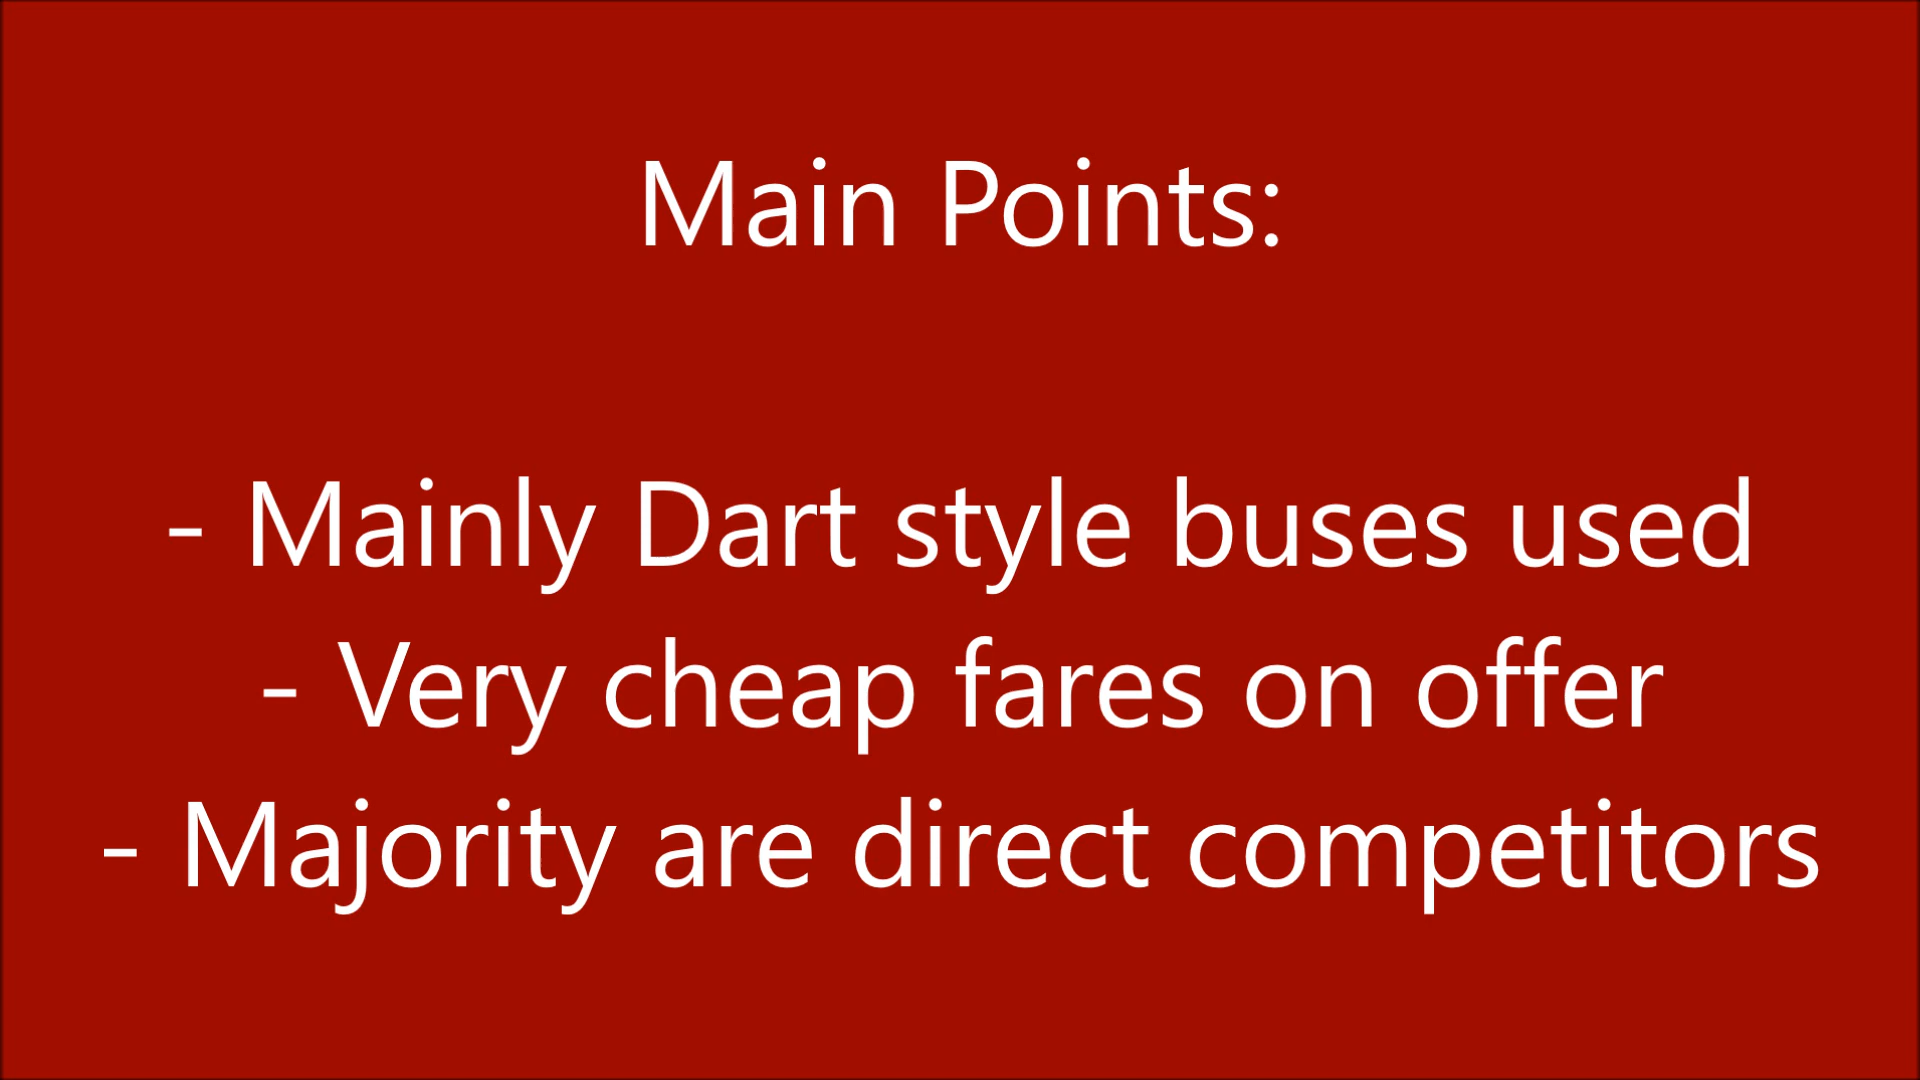 Main Points:
- Mainly Dart style buses used
- Very cheap fares on offer
- Majority are direct competitors